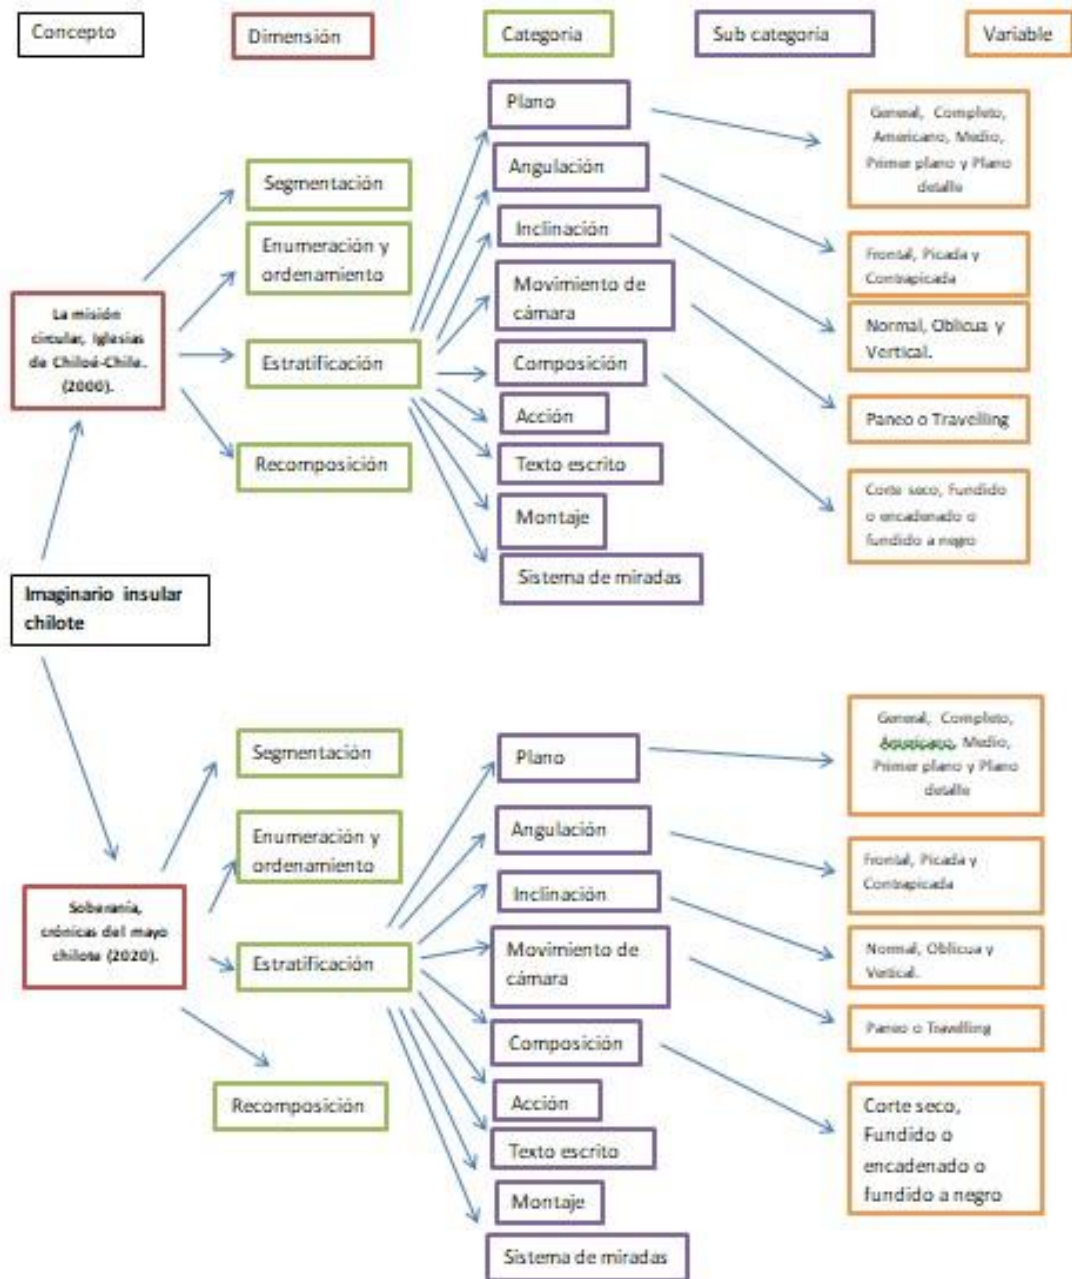 Concepto
Dimensión
Categoria
Sub categoria
Variable
Plano
General, Completo,
Americano, Medio,
Primer plano y Plano
detalle
Angulación
Segmentación
Inclinación
Enumeración y
ordenamiento
Frontal, Picada y
Contrapicada
Movimiento de
cámara
La misión
circular, Iglesias
de Chiloé-Chile.
(2000).
Normal, Oblicua y
Vertical.
Estratificación
Composición
Acción
Paneo o Travelling
Recomposición
Texto escrito
Corte seco, Fundido
o encadenado o
fundido a negro
Montaje
Sistema de miradas
Imaginario insular
chilote
Segmentación
Plano
General, Completo,
Americano, Medio,
Primer plano y Plano
detalle
Enumeración y
ordenamiento
Angulación
Frontal, Picada y
Contrapicada
Inclinación
Soberanía,
crónicas del mayo
chilote (2020).
Estratificación
Movimiento de
cámara
Normal, Oblicua y
Vertical.
Paneo o Travelling
Composición
Recomposición
Acción
Corte seco,
Fundido o
encadenado o
fundido a negro
Texto escrito
Montaje
Sistema de miradas